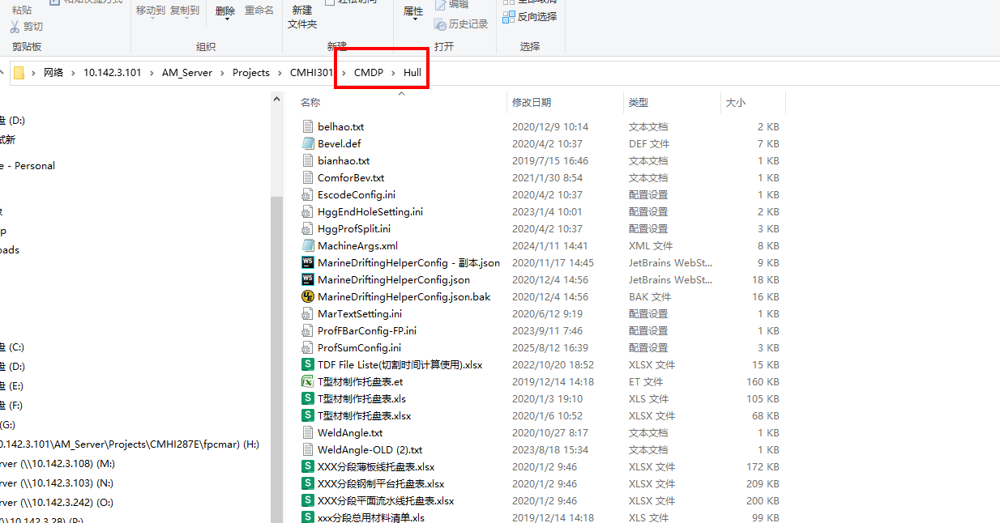 粘贴
剪切
剪贴板
移动到 复制到
删除
重命名
组织
新建
文件夹
新建
属性
编辑
历史记录
打开
反向选择
选择
网络 10.142.3.101 AM_Server Projects CMHI301 CMDP Hull
盘 (D:)
试新
e - Personal
p
oads
盘 (C:)
盘 (D:)
盘 (E:)
盘 (F:)
(G:)
0.142.3.101\AM_Server\Projects\CMHI287E\fpcmar) (H:)
rver (\\10.142.3.108) (M:)
rver (\\10.142.3.103) (N:)
rver (\\10.142.3.242) (O:)
(\\10.142.3.28) (P:)
名称 修改日期 类型 大小
belhao.txt 2020/12/9 10:14 文本文档 2 KB
Bevel.def 2020/4/2 10:37 DEF 文件 7 KB
bianhao.txt 2019/7/15 16:46 文本文档 1 KB
ComforBev.txt 2021/1/30 8:54 文本文档 1 KB
EscodeConfig.ini 2020/4/2 10:37 配置设置 1 KB
HggEndHoleSetting.ini 2023/1/4 10:01 配置设置 2 KB
HggProfSplit.ini 2020/4/2 10:37 配置设置 3 KB
MachineArgs.xml 2024/1/11 14:41 XML 文件 8 KB
MarineDriftingHelperConfig - 副本.json 2020/11/17 14:45 JetBrains WebSt... 9 KB
MarineDriftingHelperConfig.json 2020/12/4 14:56 JetBrains WebSt... 18 KB
MarineDriftingHelperConfig.json.bak 2020/12/4 14:56 BAK 文件 16 KB
MarTextSetting.ini 2020/6/12 9:19 配置设置 1 KB
ProfFBarConfig-FP.ini 2023/9/11 7:46 配置设置 1 KB
ProfSumConfig.ini 2025/8/12 16:39 配置设置 3 KB
TDF File Liste(切割时间计算使用).xlsx 2022/10/20 18:52 XLSX 文件 15 KB
T型材制作托盘表.et 2019/12/14 14:18 ET 文件 160 KB
T型材制作托盘表.xls 2020/1/3 19:10 XLS 文件 105 KB
T型材制作托盘表.xlsx 2020/1/6 10:52 XLSX 文件 68 KB
WeldAngle.txt 2020/10/27 8:17 文本文档 1 KB
WeldAngle-OLD (2).txt 2023/8/18 15:34 文本文档 1 KB
XXX分段薄板线托盘表.xlsx 2020/1/2 9:46 XLSX 文件 172 KB
XXX分段钢制平台托盘表.xlsx 2020/1/2 9:46 XLSX 文件 209 KB
XXX分段平面流水线托盘表.xlsx 2020/1/2 9:46 XLSX 文件 200 KB
xxx分段总用材料清单.xls 2019/12/14 14:18 XLS 文件 99 KB